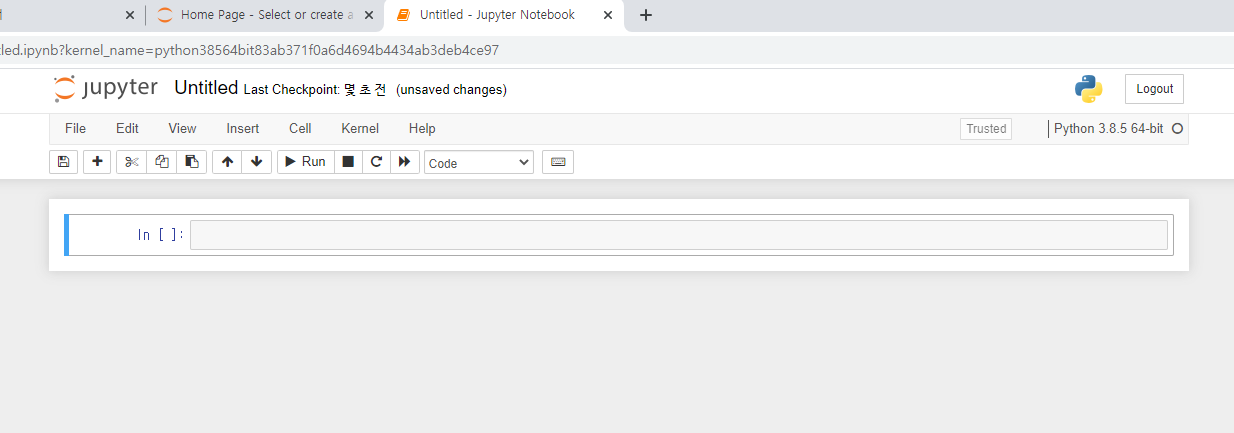 Home Page - Select or create a
Untitled - Jupyter Notebook
led.ipynb?kernel_name=python38564bit83ab371f0a6d4694b4434ab3deb4ce97
jupyter Untitled Last Checkpoint: 몇 초 전 (unsaved changes)
Logout
File Edit View Insert Cell Kernel Help
Trusted Python 3.8.5 64-bit
Run Code
In [ ]: